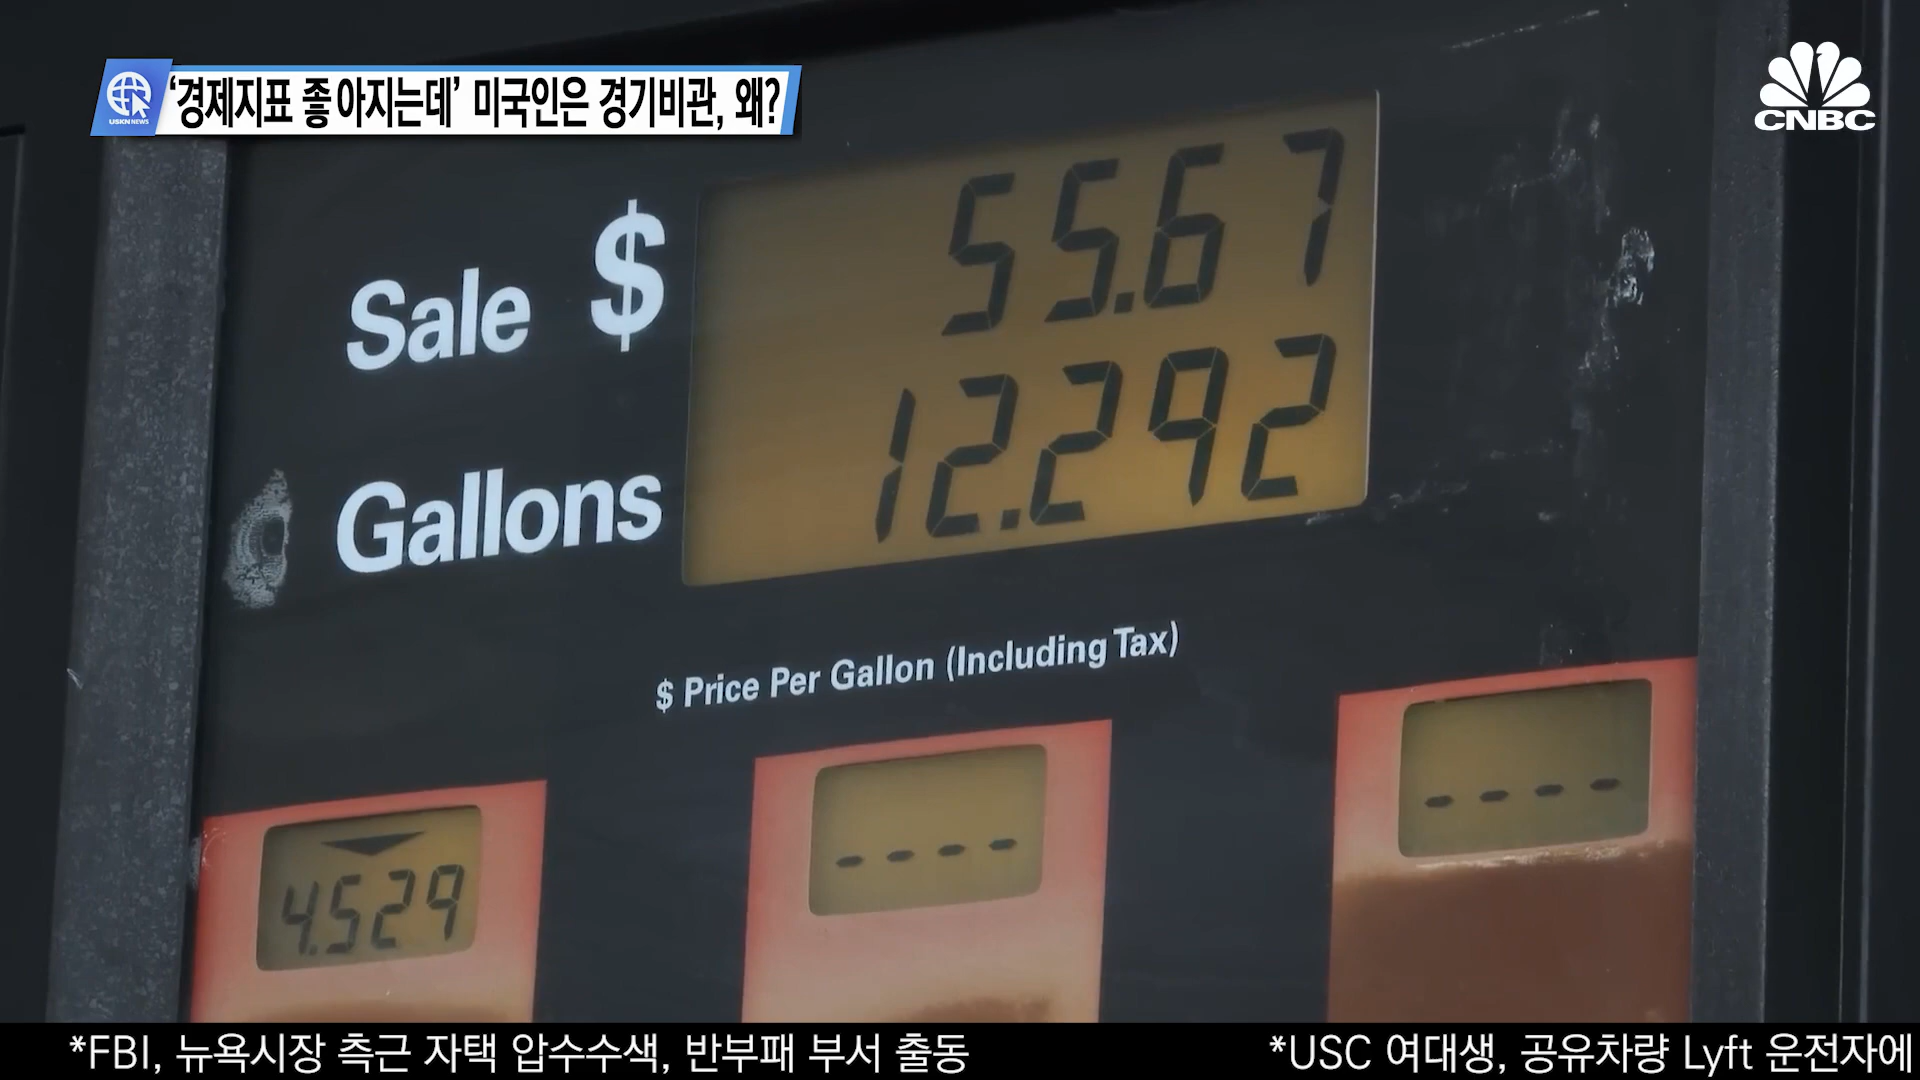 ‘경제지표 좋아지는데’ 미국인은 경기비관, 왜?
USKN NEWS
CNBC
Sale $ 55.67
Gallons 12.292
$ Price Per Gallon (Including Tax)
4.529
- - - -
- - - -
*FBI, 뉴욕시장 측근 자택 압수수색, 반부패 부서 출동
*USC 여대생, 공유차량 Lyft 운전자에